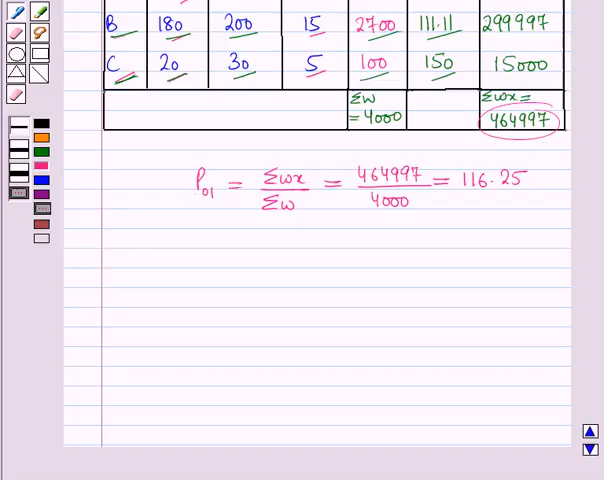 B 180 200 15 2700 111.11 299997
C 20 30 5 100 150 15000
Σw Σwx=
= 4000 464997
P01 = Σwx / Σw = 464997 / 4000 = 116.25